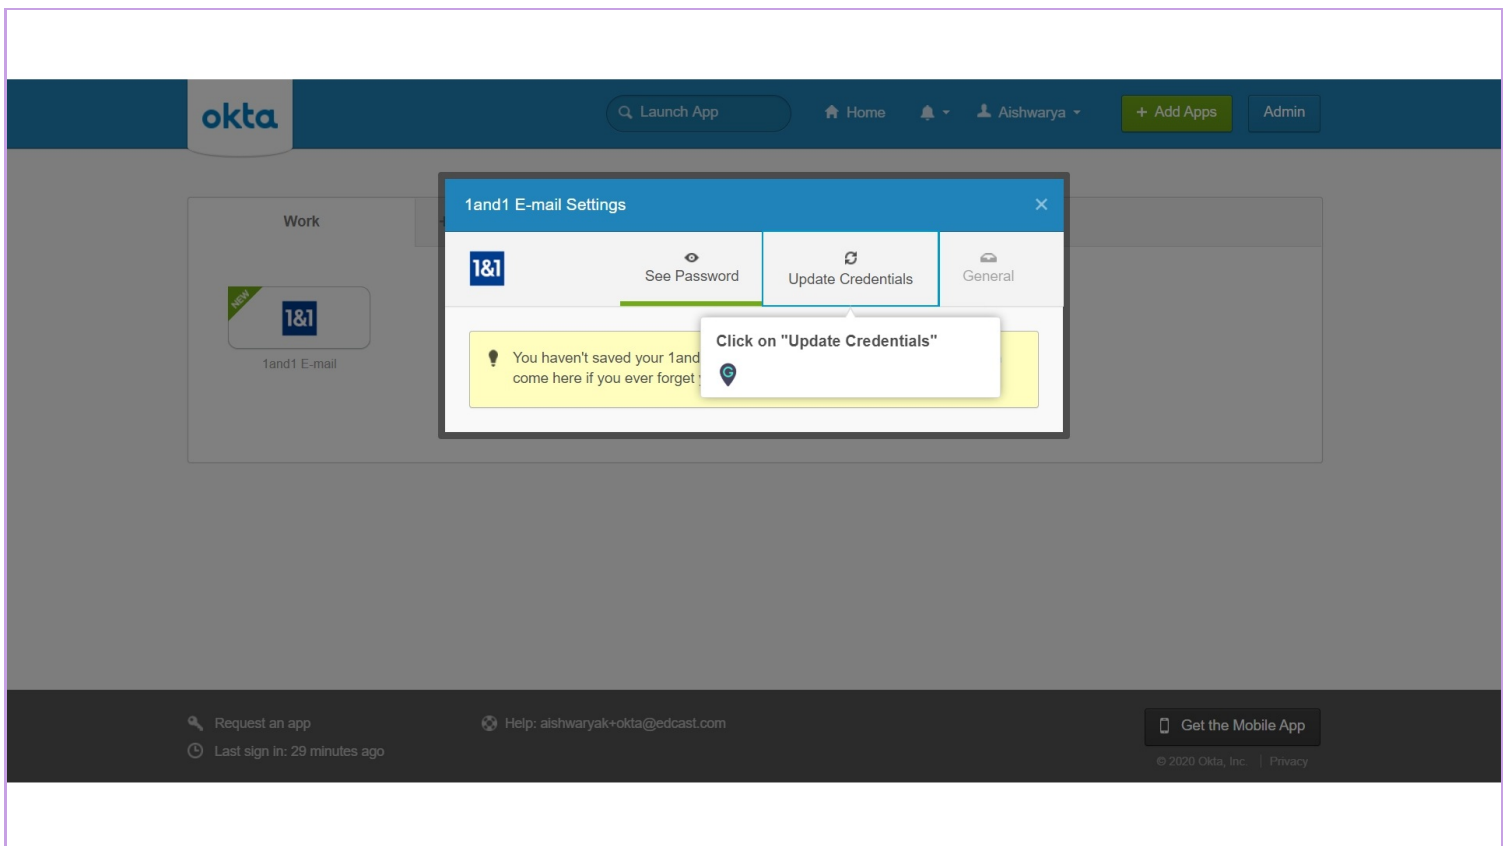 okta
Launch App
Home
Aishwarya
+ Add Apps
Admin
Work
1and1 E-mail Settings
1&1
See Password
Update Credentials
General
NEW
1&1
1and1 E-mail
You haven't saved your 1and
come here if you ever forget
Click on "Update Credentials"
G
Request an app
Help: aishwaryak+okta@edcast.com
Get the Mobile App
Last sign in: 29 minutes ago
© 2020 Okta, Inc. | Privacy